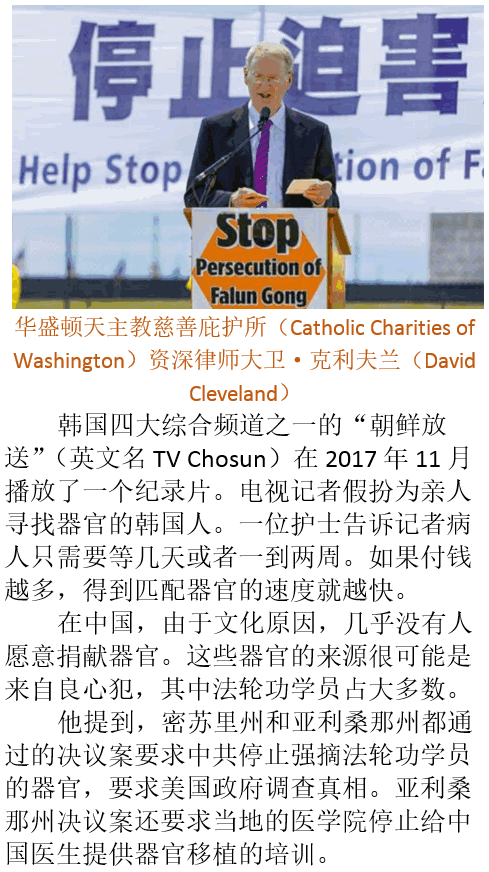 停止迫害
Help Stop
ion of Fa
Stop
Persecution of
Falun Gong
华盛顿天主教慈善庇护所（Catholic Charities of
Washington）资深律师大卫·克利夫兰（David
Cleveland）
韩国四大综合频道之一的“朝鲜放
送”（英文名 TV Chosun）在 2017 年 11 月
播放了一个纪录片。电视记者假扮为亲人
寻找器官的韩国人。一位护士告诉记者病
人只需要等几天或者一到两周。如果付钱
越多，得到匹配器官的速度就越快。
在中国，由于文化原因，几乎没有人
愿意捐献器官。这些器官的来源很可能是
来自良心犯，其中法轮功学员占大多数。
他提到，密苏里州和亚利桑那州都通
过的决议案要求中共停止强摘法轮功学员
的器官，要求美国政府调查真相。亚利桑
那州决议案还要求当地的医学院停止给中
国医生提供器官移植的培训。